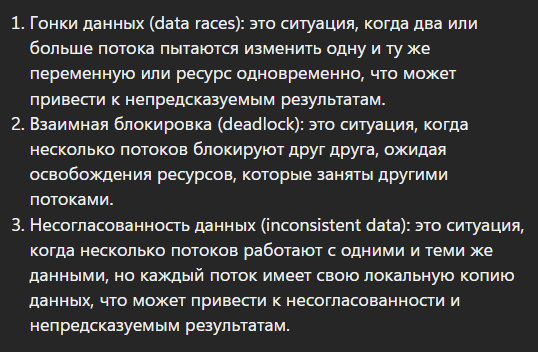 1. Гонки данных (data races): это ситуация, когда два или
больше потока пытаются изменить одну и ту же
переменную или ресурс одновременно, что может
привести к непредсказуемым результатам.
2. Взаимная блокировка (deadlock): это ситуация, когда
несколько потоков блокируют друг друга, ожидая
освобождения ресурсов, которые заняты другими
потоками.
3. Несогласованность данных (inconsistent data): это ситуация,
когда несколько потоков работают с одними и теми же
данными, но каждый поток имеет свою локальную копию
данных, что может привести к несогласованности и
непредсказуемым результатам.